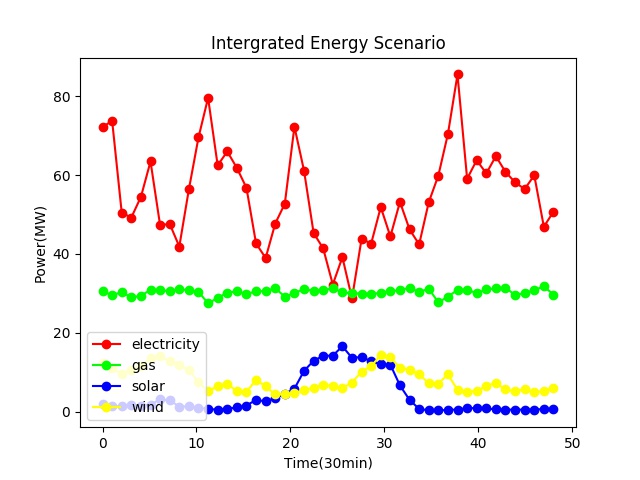 Intergrated Energy Scenario
Power(MW)
80
60
40
20
0
electricity
gas
solar
wind
0 10 20 30 40 50
Time(30min)